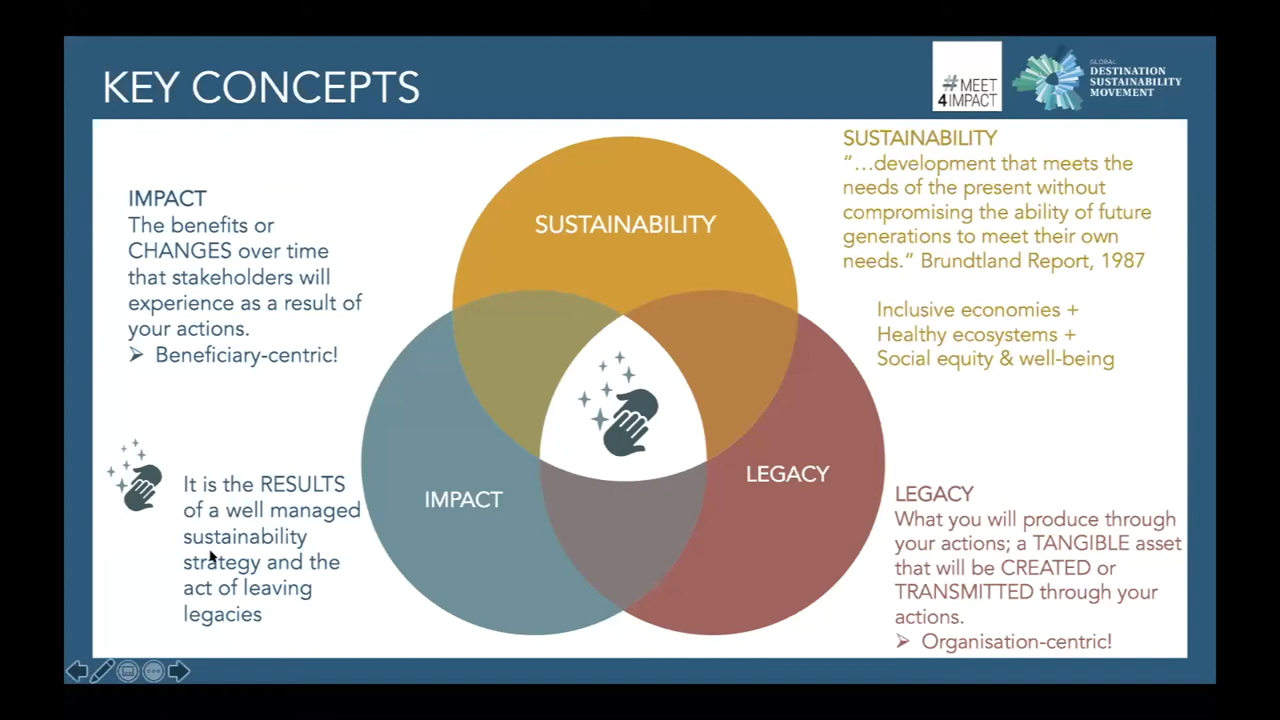 KEY CONCEPTS
#MEET
4IMPACT
GLOBAL
DESTINATION
SUSTAINABILITY
MOVEMENT
IMPACT
The benefits or
CHANGES over time
that stakeholders will
experience as a result of
your actions.
➢ Beneficiary-centric!
It is the RESULTS
of a well managed
sustainability
strategy and the
act of leaving
legacies
SUSTAINABILITY
IMPACT
LEGACY
SUSTAINABILITY
“…development that meets the
needs of the present without
compromising the ability of future
generations to meet their own
needs.“ Brundtland Report, 1987
Inclusive economies +
Healthy ecosystems +
Social equity & well-being
LEGACY
What you will produce through
your actions; a TANGIBLE asset
that will be CREATED or
TRANSMITTED through your
actions.
➢ Organisation-centric!